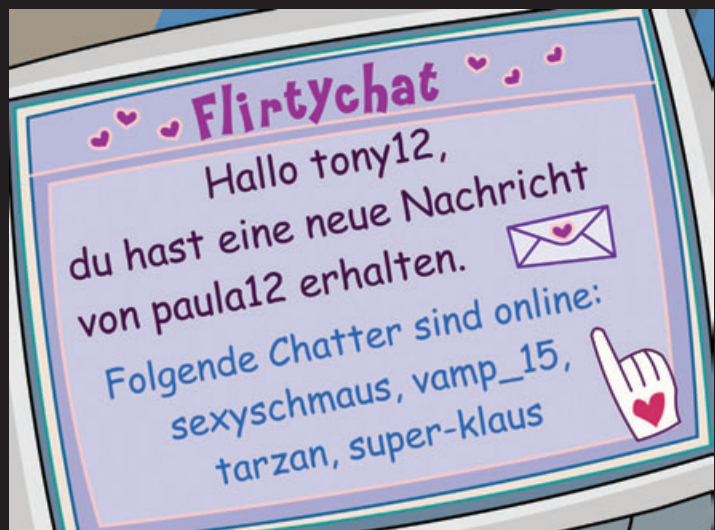 Flirtychat
Hallo tony12,
du hast eine neue Nachricht
von paula12 erhalten.
Folgende Chatter sind online:
sexyschmaus, vamp_15,
tarzan, super-klaus